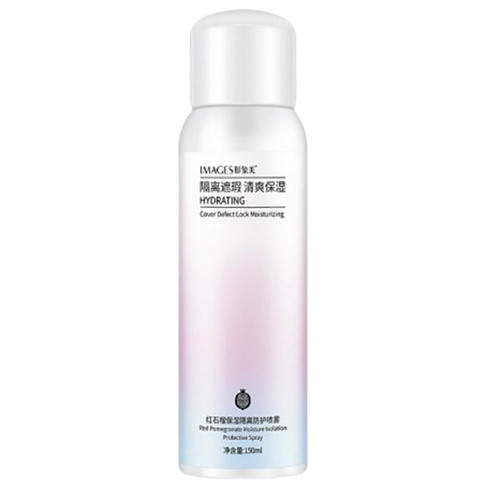 IMAGES形象美®
隔离遮瑕 清爽保湿
HYDRATING
Cover Defect Lock Moisturizing
红石榴保湿隔离防护喷雾
Red Pomegranate Moisture Isolation
Protective Spray
净含量:150ml